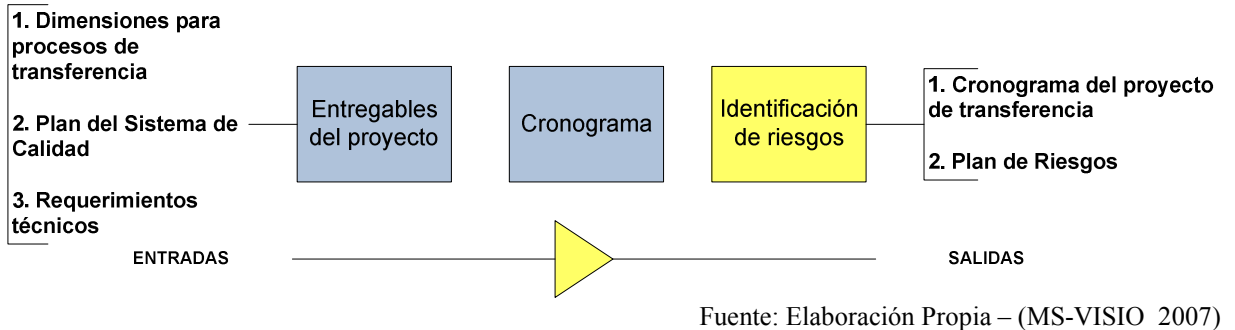 1. Dimensiones para
procesos de
transferencia
2. Plan del Sistema de
Calidad
3. Requerimientos
técnicos
Entregables
del proyecto
Cronograma
Identificación
de riesgos
1. Cronograma del proyecto
de transferencia
2. Plan de Riesgos
ENTRADAS
SALIDAS
Fuente: Elaboración Propia – (MS-VISIO 2007)